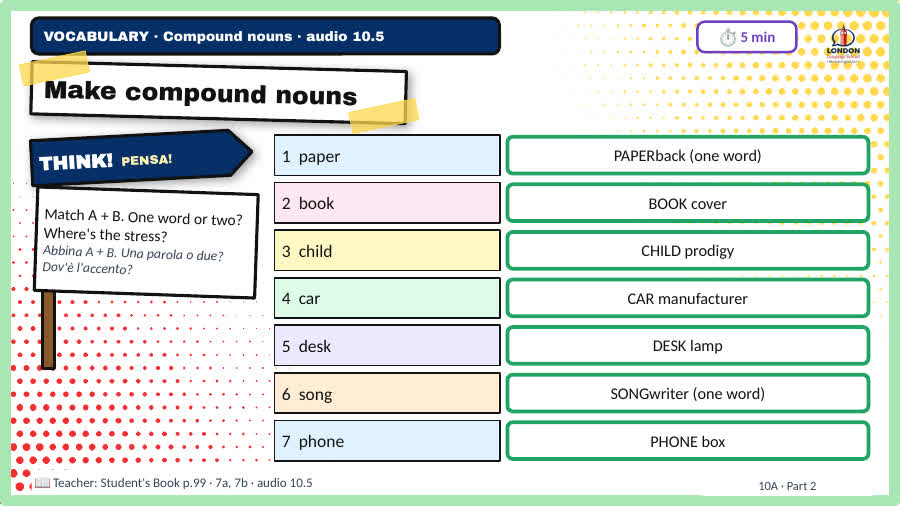 VOCABULARY · Compound nouns · audio 10.5
⏱️ 5 min
LONDON
Make compound nouns
THINK! PENSA!
Match A + B. One word or two?
Where's the stress?
Abbina A + B. Una parola o due?
Dov'è l'accento?
1 paper
PAPERback (one word)
2 book
BOOK cover
3 child
CHILD prodigy
4 car
CAR manufacturer
5 desk
DESK lamp
6 song
SONGwriter (one word)
7 phone
PHONE box
📖 Teacher: Student's Book p.99 · 7a, 7b · audio 10.5
10A · Part 2